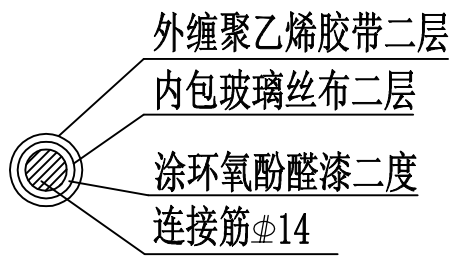 外缠聚乙烯胶带二层
内包玻璃丝布二层
涂环氧酚醛漆二度
连接筋⏀14